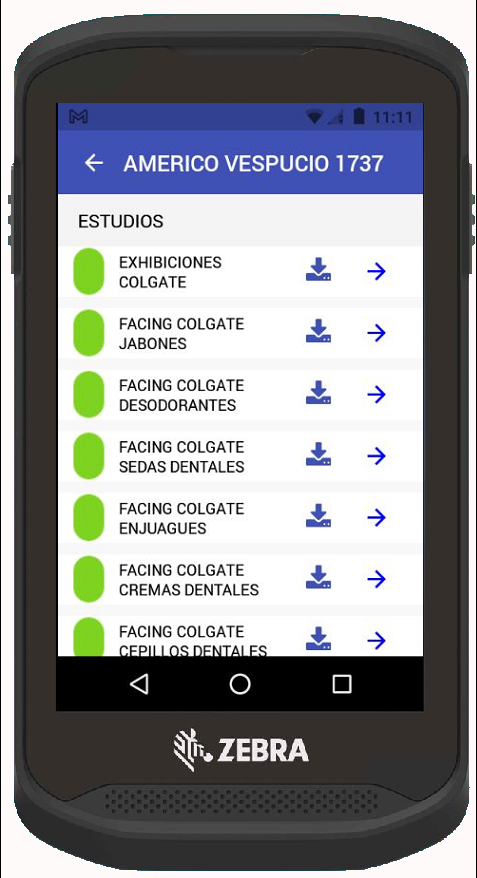 11:11
AMERICO VESPUCIO 1737
ESTUDIOS
EXHIBICIONES
COLGATE
FACING COLGATE
JABONES
FACING COLGATE
DESODORANTES
FACING COLGATE
SEDAS DENTALES
FACING COLGATE
ENJUAGUES
FACING COLGATE
CREMAS DENTALES
FACING COLGATE
CEPILLOS DENTALES
ZEBRA